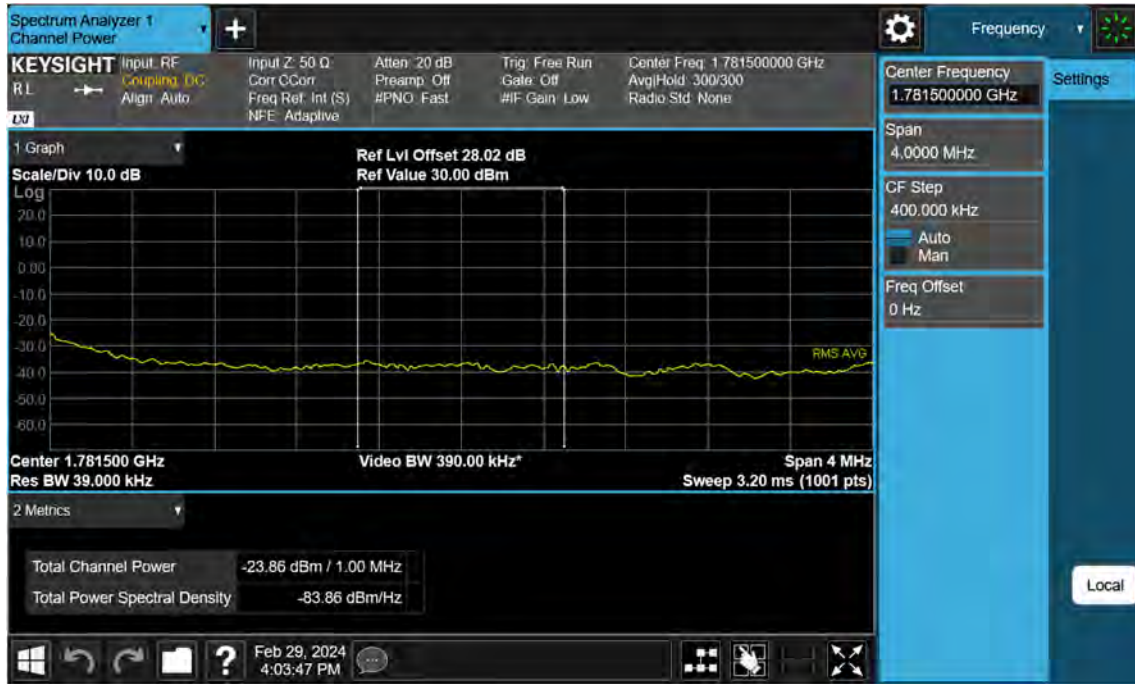 Spectrum Analyzer 1
Channel Power
Frequency
KEYSIGHT
RL
LXI
Input: RF
Coupling: DC
Align: Auto
Input Z: 50 Ω
Corr CCorr
Freq Ref: Int (S)
NFE: Adaptive
Atten: 20 dB
Preamp: Off
#PNO: Fast
Trig: Free Run
Gate: Off
#IF Gain: Low
Center Freq: 1.781500000 GHz
Avg|Hold: 300/300
Radio Std: None
Center Frequency
1.781500000 GHz
Settings
Span
4.0000 MHz
CF Step
400.000 kHz
Auto
Man
Freq Offset
0 Hz
1 Graph
Scale/Div 10.0 dB
Ref Lvl Offset 28.02 dB
Ref Value 30.00 dBm
Log
20.0
10.0
0.00
-10.0
-20.0
-30.0
-40.0
-50.0
-60.0
RMS AVG
Center 1.781500 GHz
Res BW 39.000 kHz
Video BW 390.00 kHz*
Span 4 MHz
Sweep 3.20 ms (1001 pts)
2 Metrics
Total Channel Power -23.86 dBm / 1.00 MHz
Total Power Spectral Density -83.86 dBm/Hz
Local
?
Feb 29, 2024
4:03:47 PM